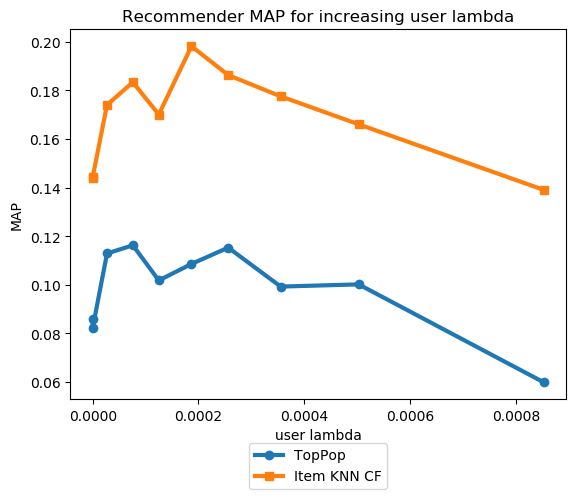 Recommender MAP for increasing user lambda
0.20
0.18
0.16
0.14
0.12
0.10
0.08
0.06
MAP
0.0000 0.0002 0.0004 0.0006 0.0008
user lambda
TopPop
Item KNN CF